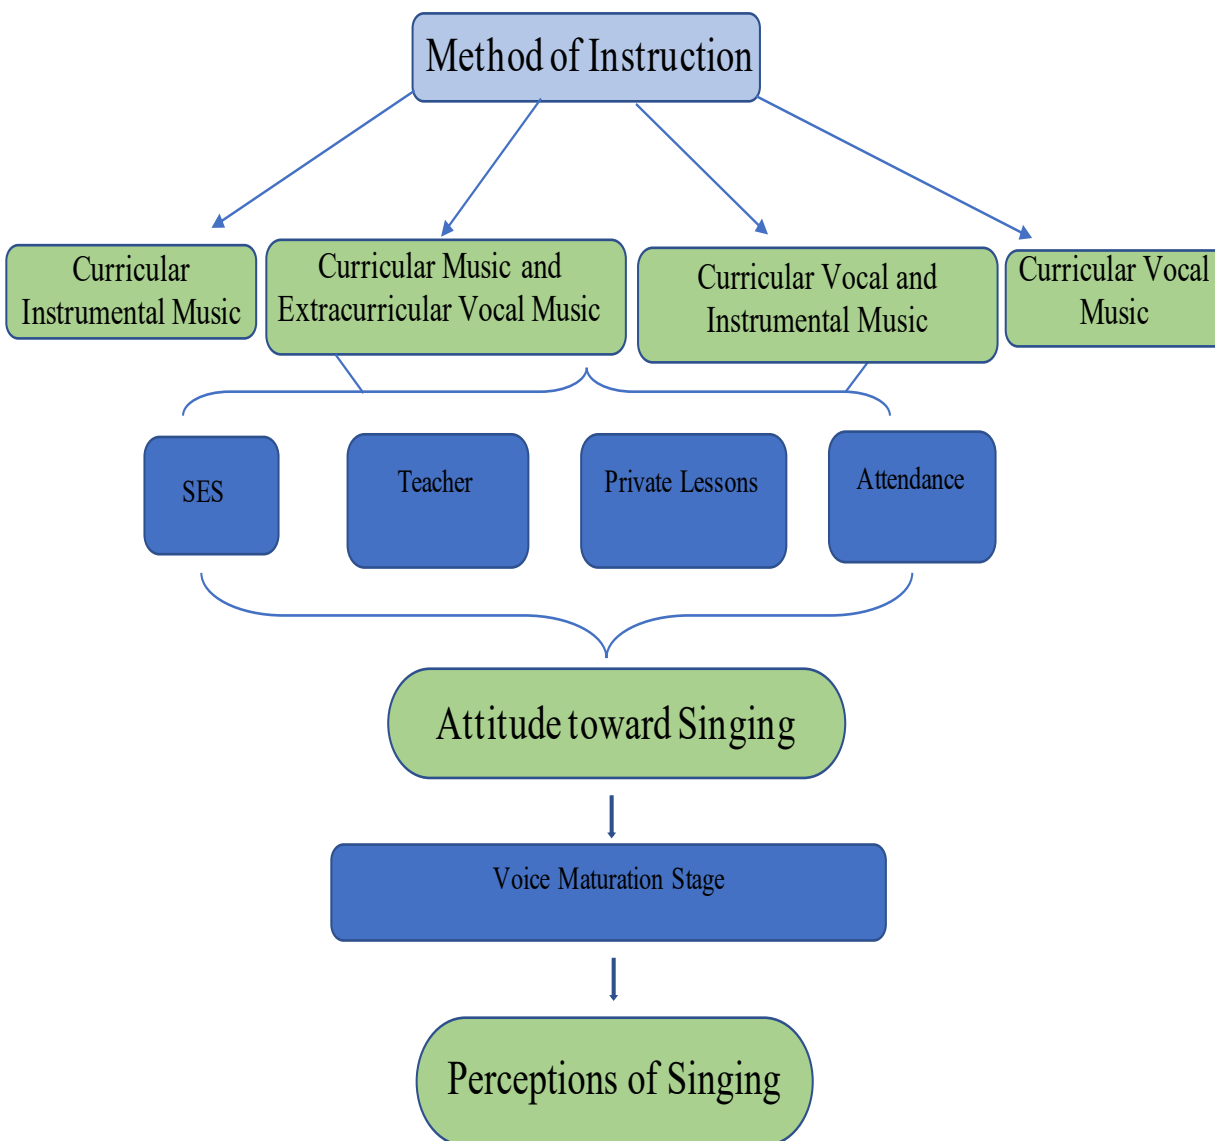 Method of Instruction
Curricular
Instrumental Music
Curricular Music and
Extracurricular Vocal Music
Curricular Vocal and
Instrumental Music
Curricular Vocal
Music
SES
Teacher
Private Lessons
Attendance
Attitude toward Singing
Voice Maturation Stage
Perceptions of Singing